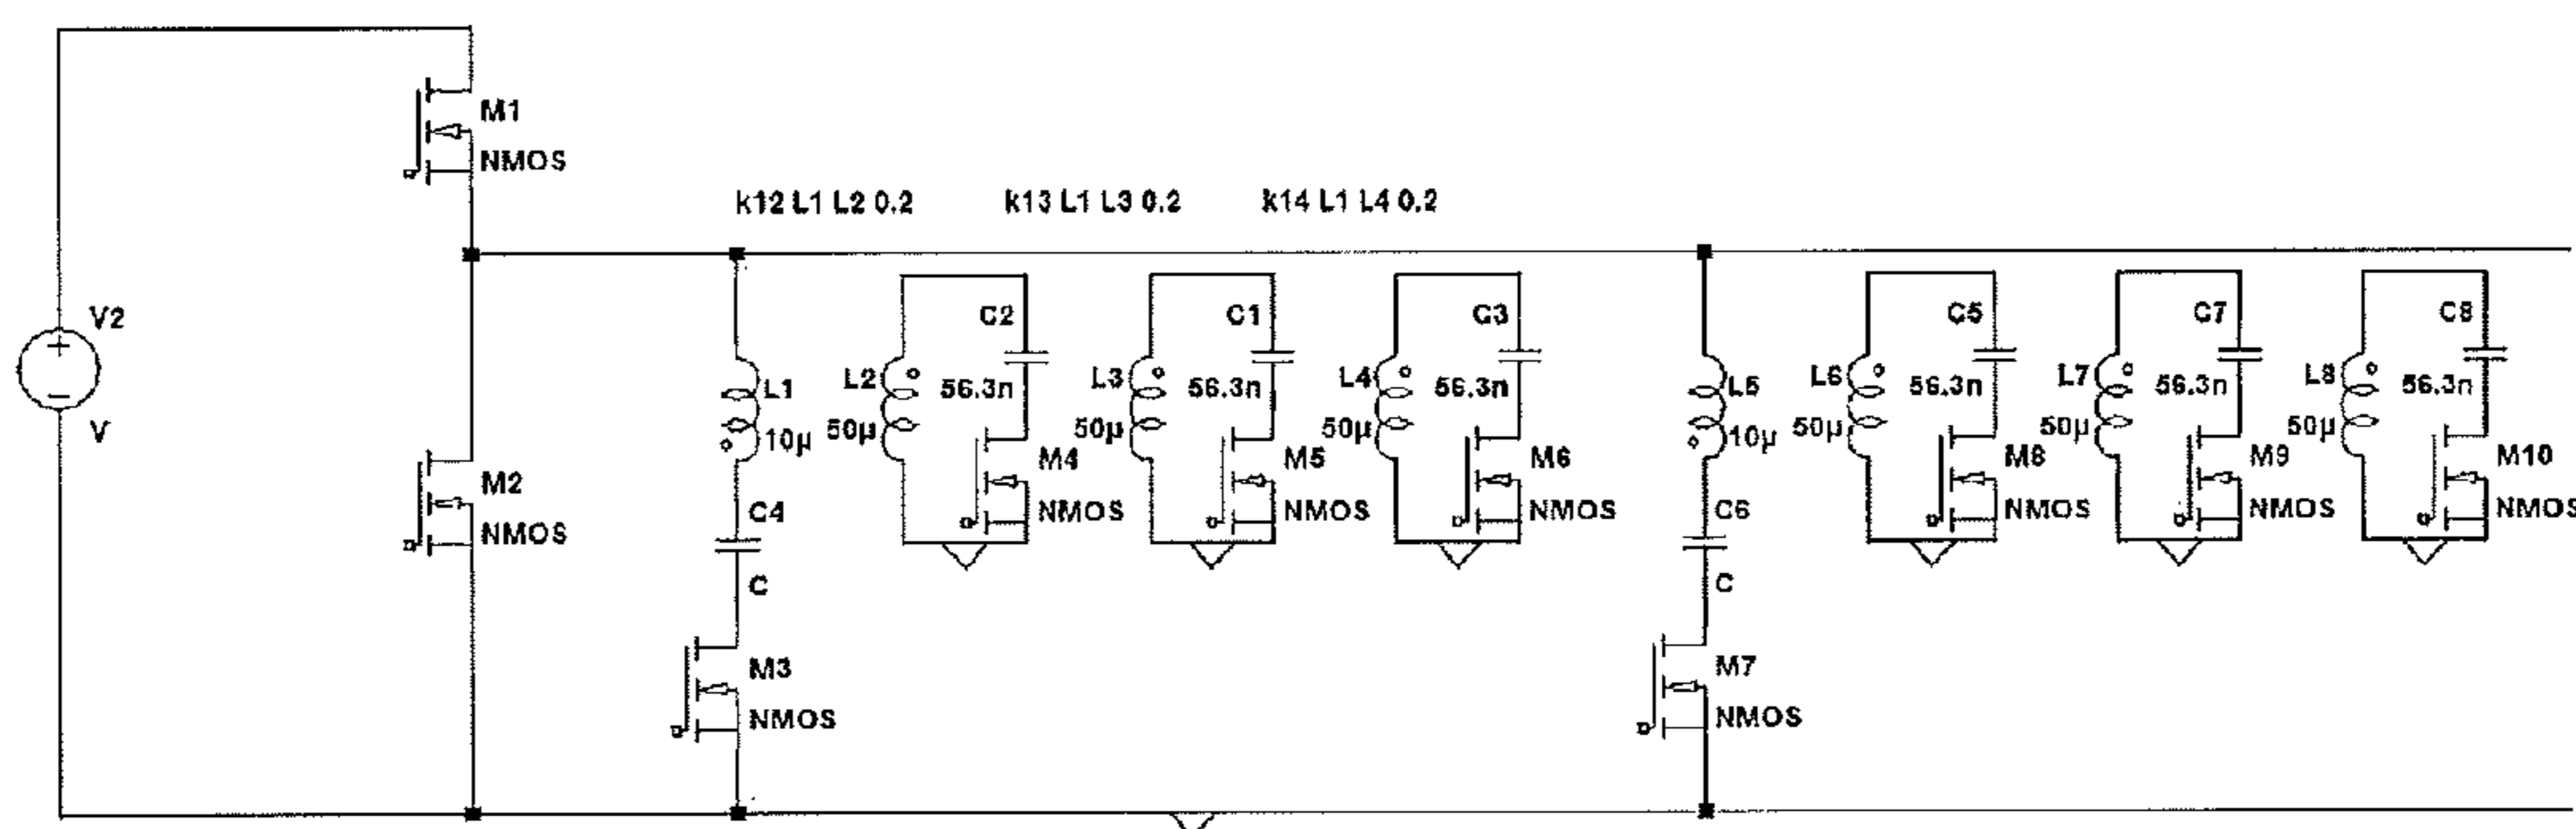 M1
NMOS
k12 L1 L2 0.2
k13 L1 L3 0.2
k14 L1 L4 0.2
V2
V
M2
NMOS
L1
10µ
C4
C
M3
NMOS
L2
50µ
C2
56.3n
M4
NMOS
L3
50µ
C1
56.3n
M5
NMOS
L4
50µ
C3
56.3n
M6
NMOS
L5
10µ
C6
C
M7
NMOS
L6
50µ
C5
56.3n
M8
NMOS
L7
50µ
C7
56.3n
M9
NMOS
L8
50µ
C8
56.3n
M10
NMOS